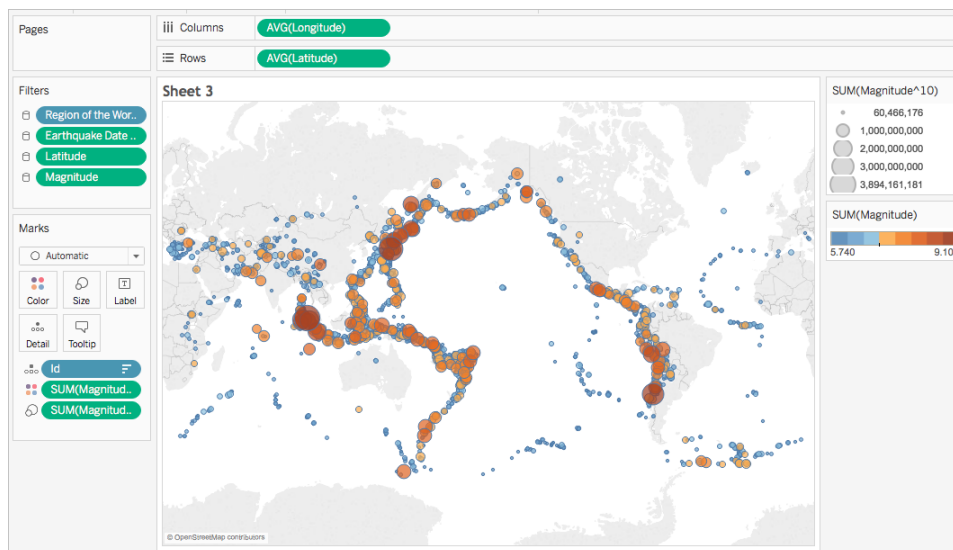 Pages
Columns
AVG(Longitude)
Rows
AVG(Latitude)
Filters
Region of the Wor..
Earthquake Date ..
Latitude
Magnitude
Marks
Automatic
Color
Size
T
Label
Detail
Tooltip
Id
SUM(Magnitud..
SUM(Magnitud..
Sheet 3
© OpenStreetMap contributors
SUM(Magnitude^10)
60,466,176
1,000,000,000
2,000,000,000
3,000,000,000
3,894,161,181
SUM(Magnitude)
5.740 9.10